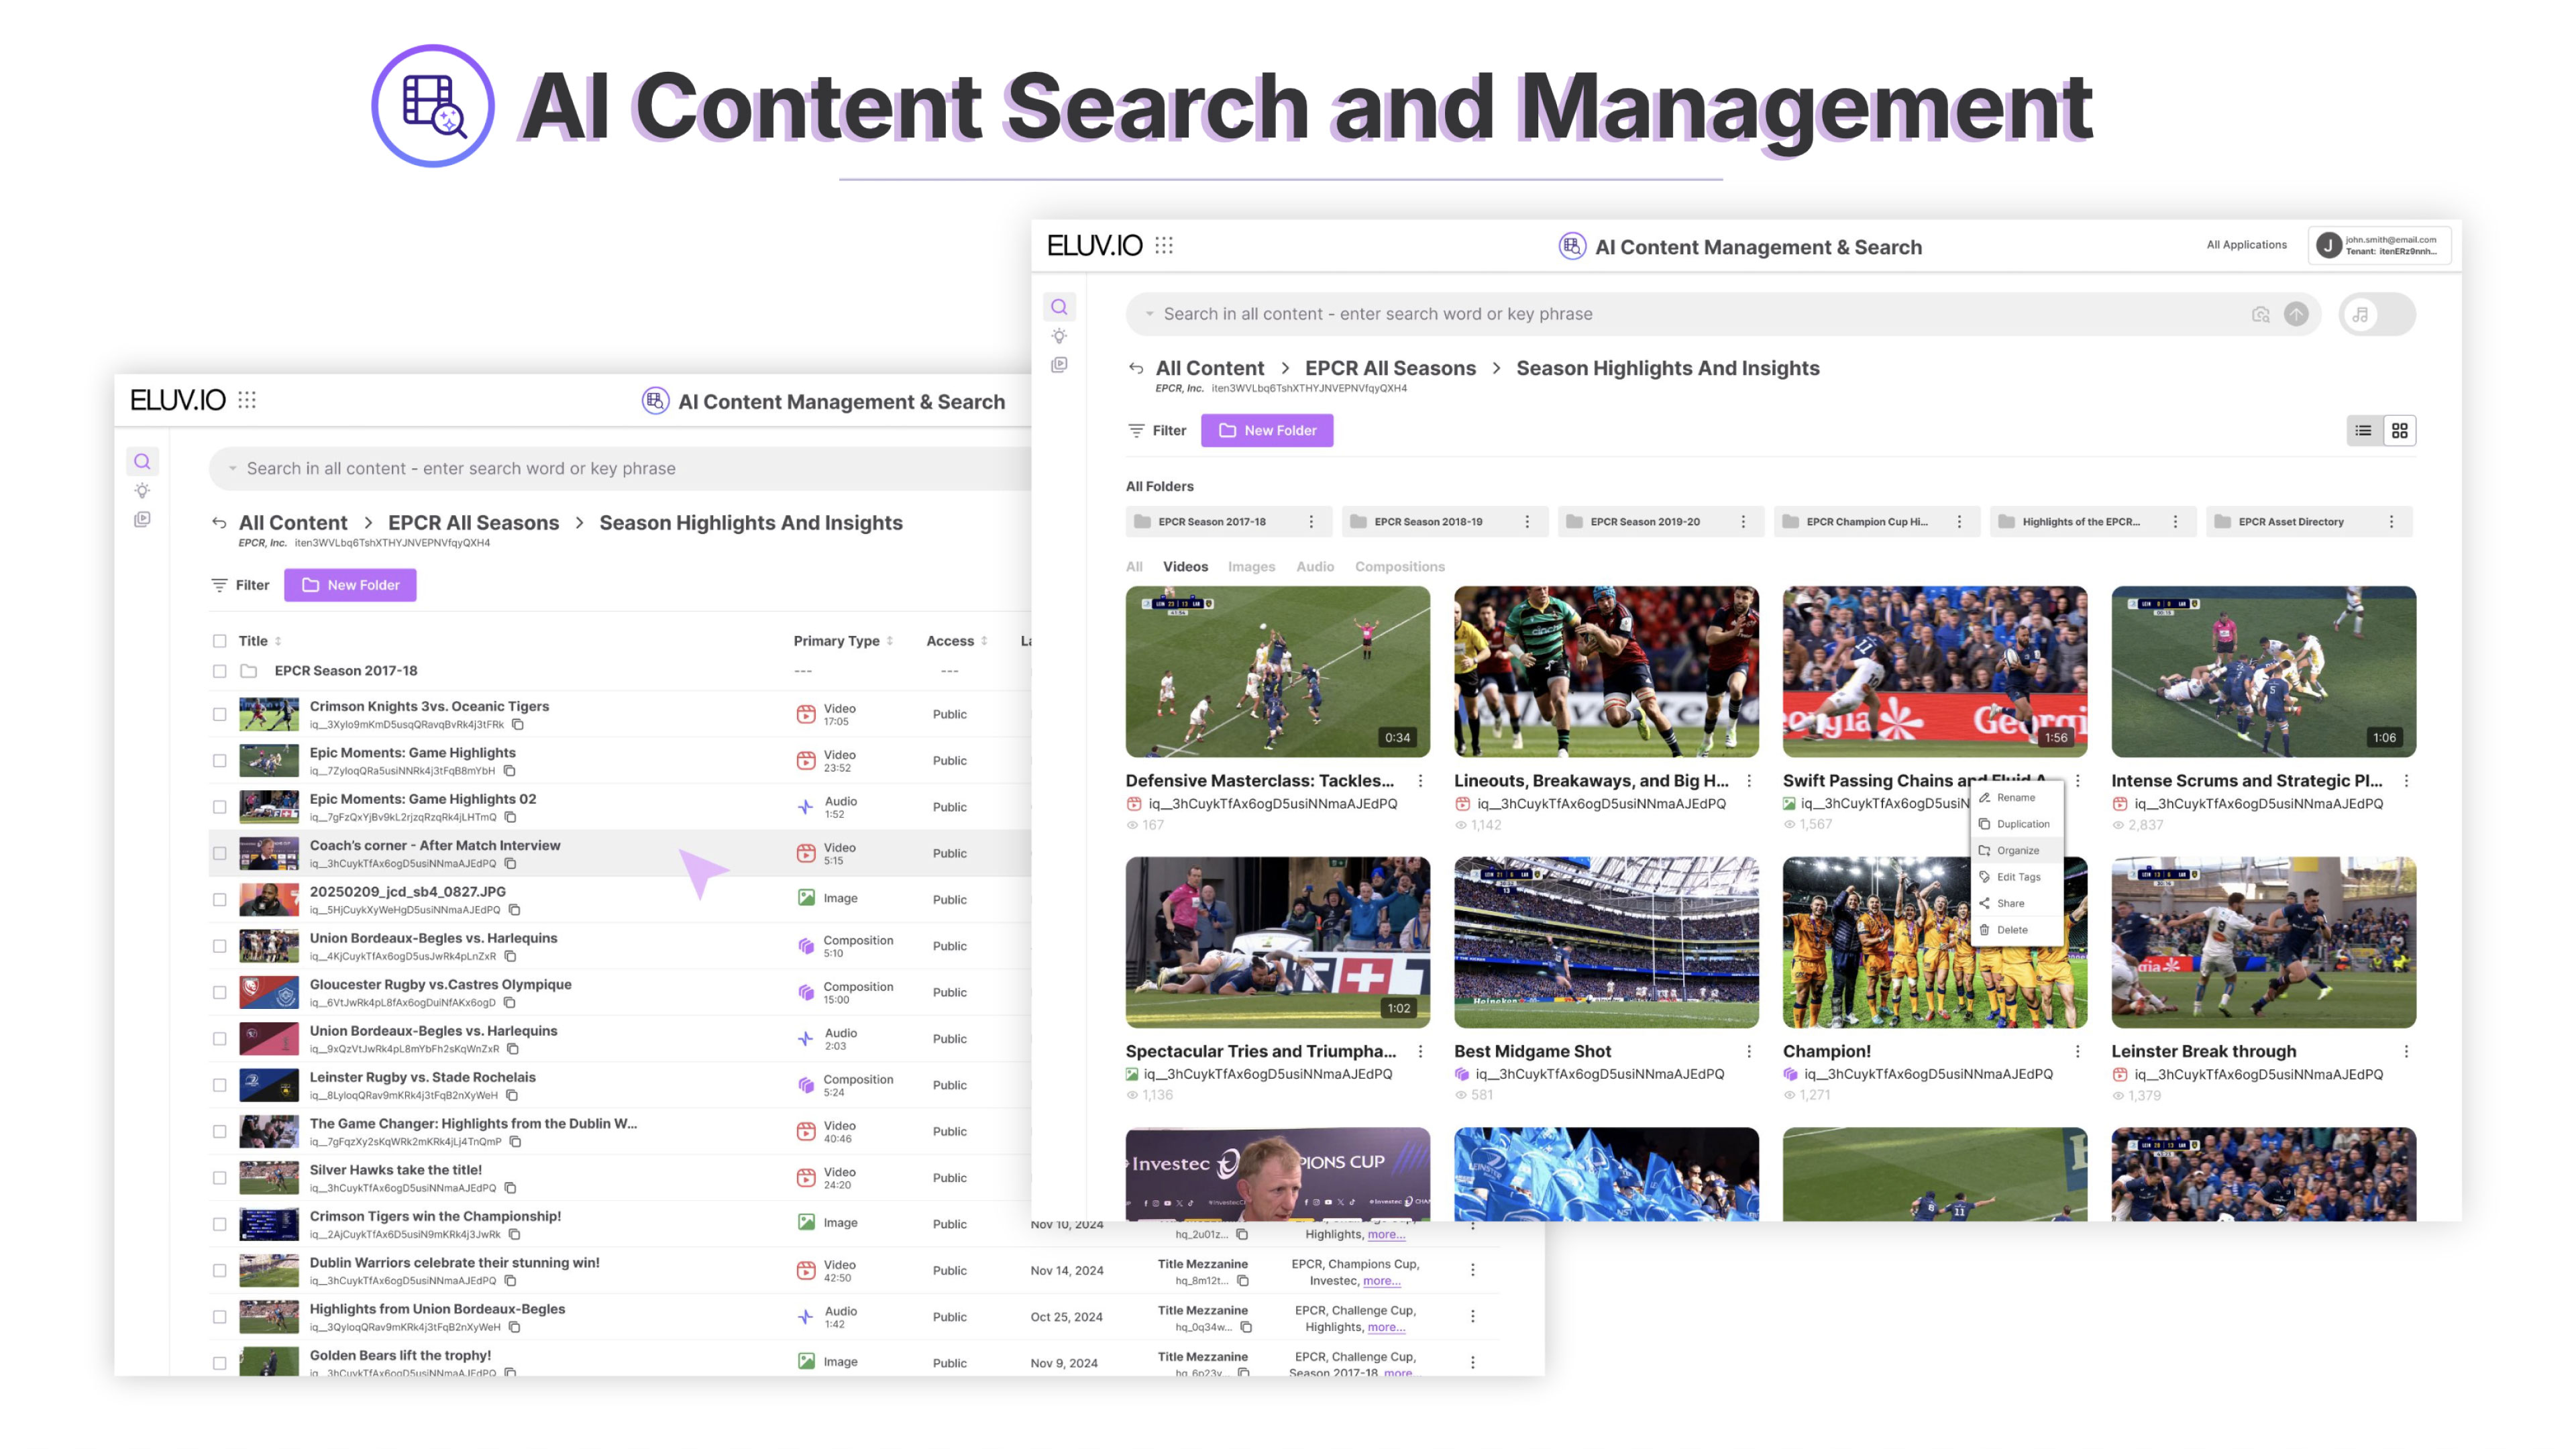 AI Content Search and Management
ELUV.IO
AI Content Management & Search
Search in all content - enter search word or key phrase
All Content > EPCR All Seasons > Season Highlights And Insights
EPCR, Inc. iten3WVLbq6TshXTHYJNVEPNVfqyQXH4
Filter
New Folder
Title
Primary Type
Access
EPCR Season 2017-18
---
---
Crimson Knights 3vs. Oceanic Tigers
Video
iq__3Xylo9mKmD5usqQRavqBvRk4j3tFRk
17:05
Public
Epic Moments: Game Highlights
Video
iq__7ZyloqQRa5usiNNRk4j3tFqB8mYbH
23:52
Public
Epic Moments: Game Highlights 02
Audio
iq__7gFzQxYjBv9kL2rjzqRzqRk4jLHTmQ
1:52
Public
Coach's corner - After Match Interview
Video
iq__3hCuykTfAx6ogD5usiNNmaAJEdPQ
5:15
Public
20250209_jcd_sb4_0827.JPG
Image
iq__5HjCuykXyWeHgD5usiNNmaAJEdPQ
Public
Union Bordeaux-Begles vs. Harlequins
Composition
iq__4KjCuykTfAx6ogD5usJwRk4pLnZxR
5:10
Public
Gloucester Rugby vs.Castres Olympique
Composition
iq__6VtJwRk4pL8fAx6ogDuiNfAKx6ogD
15:00
Public
Union Bordeaux-Begles vs. Harlequins
Audio
iq__9xQzVtJwRk4pL8mYbFh2sKqWnZxR
2:03
Public
Leinster Rugby vs. Stade Rochelais
Composition
iq__8LyloqQRav9mKRk4j3tFqB2nXyWeH
5:24
Public
The Game Changer: Highlights from the Dublin W...
Video
iq__7gFqzXy2sKqWRk2mKRk4jLj4TnQmP
40:46
Public
Silver Hawks take the title!
Video
iq__3hCuykTfAx6ogD5usiNNmaAJEdPQ
24:20
Public
Crimson Tigers win the Championship!
Image
iq__2AjCuykTfAx6D5usiN9mKRk4j3JwRk
Public
Nov 10, 2024
hq_2u01z...
Highlights, more...
Dublin Warriors celebrate their stunning win!
Video
iq__3hCuykTfAx6ogD5usiNNmaAJEdPQ
42:50
Public
Nov 14, 2024
Title Mezzanine
hq_8m12t...
EPCR, Champions Cup,
Investec, more...
Highlights from Union Bordeaux-Begles
Audio
iq__3QyloqQRav9mKRk4j3tFqB2nXyWeH
1:42
Public
Oct 25, 2024
Title Mezzanine
hq_0q34w...
EPCR, Challenge Cup,
Highlights, more...
Golden Bears lift the trophy!
Image
iq__3hCuykTfAx6ogD5usiNNmaAJEdPQ
Public
Nov 9, 2024
Title Mezzanine
hq_6p23y...
EPCR, Challenge Cup,
Season 2017-18, more...
ELUV.IO
AI Content Management & Search
All Applications
J
john.smith@email.com
Tenant: itenERz9nnh...
Search in all content - enter search word or key phrase
All Content > EPCR All Seasons > Season Highlights And Insights
EPCR, Inc. iten3WVLbq6TshXTHYJNVEPNVfqyQXH4
Filter
New Folder
All Folders
EPCR Season 2017-18
EPCR Season 2018-19
EPCR Season 2019-20
EPCR Champion Cup Hi...
Highlights of the EPCR...
EPCR Asset Directory
All Videos Images Audio Compositions
0:34
Georgia
1:56
1:06
Defensive Masterclass: Tackles...
iq__3hCuykTfAx6ogD5usiNNmaAJEdPQ
167
Lineouts, Breakaways, and Big H...
iq__3hCuykTfAx6ogD5usiNNmaAJEdPQ
1,142
Swift Passing Chains and Fluid A...
iq__3hCuykTfAx6ogD5usiN
1,567
Intense Scrums and Strategic Pl...
iq__3hCuykTfAx6ogD5usiNNmaAJEdPQ
2,837
Rename
Duplication
Organize
Edit Tags
Share
Delete
1:02
Heineken
Spectacular Tries and Triumpha...
iq__3hCuykTfAx6ogD5usiNNmaAJEdPQ
1,136
Best Midgame Shot
iq__3hCuykTfAx6ogD5usiNNmaAJEdPQ
581
Champion!
iq__3hCuykTfAx6ogD5usiNNmaAJEdPQ
1,271
Leinster Break through
iq__3hCuykTfAx6ogD5usiNNmaAJEdPQ
1,379
Investec
PIONS CUP